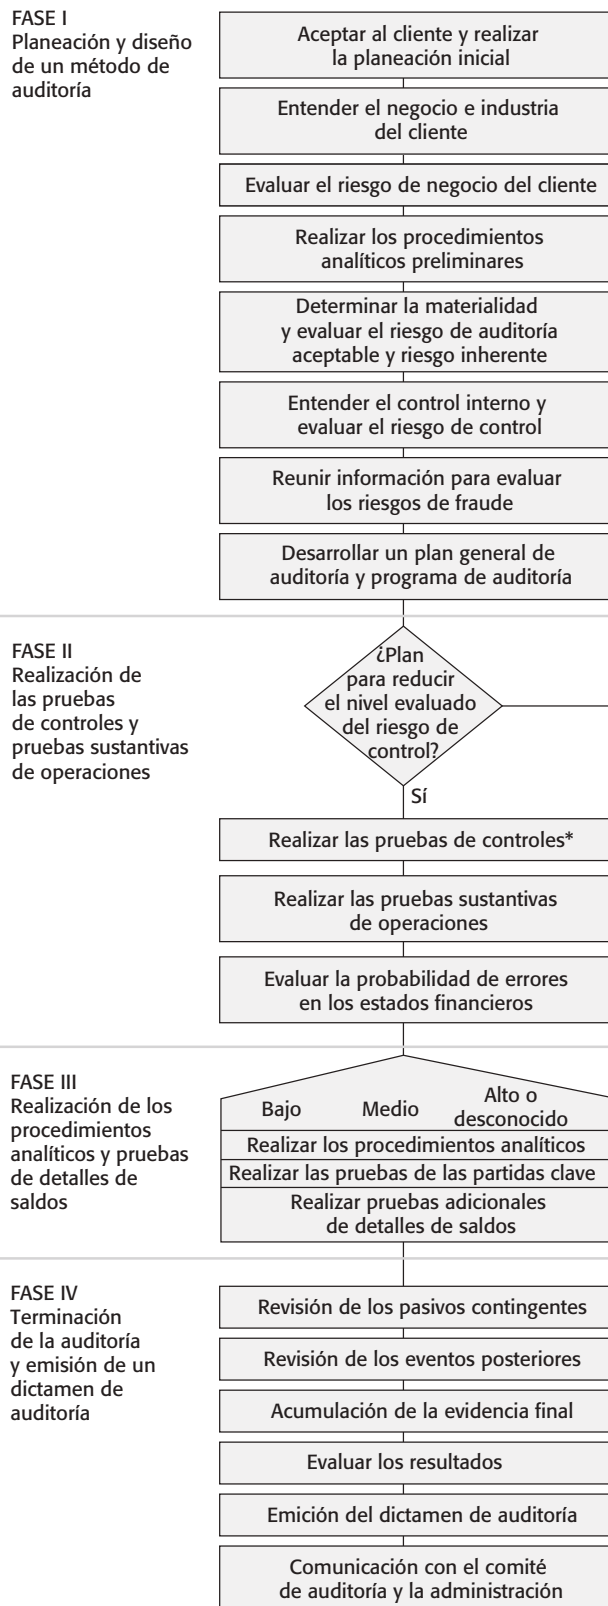 FASE I
Planeación y diseño
de un método de
auditoría
Aceptar al cliente y realizar
la planeación inicial
Entender el negocio e industria
del cliente
Evaluar el riesgo de negocio del cliente
Realizar los procedimientos
analíticos preliminares
Determinar la materialidad
y evaluar el riesgo de auditoría
aceptable y riesgo inherente
Entender el control interno y
evaluar el riesgo de control
Reunir información para evaluar
los riesgos de fraude
Desarrollar un plan general de
auditoría y programa de auditoría
FASE II
Realización de
las pruebas
de controles y
pruebas sustantivas
de operaciones
¿Plan
para reducir
el nivel evaluado
del riesgo de
control?
Sí
Realizar las pruebas de controles*
Realizar las pruebas sustantivas
de operaciones
Evaluar la probabilidad de errores
en los estados financieros
FASE III
Realización de los
procedimientos
analíticos y pruebas
de detalles de
saldos
Bajo Medio Alto o
desconocido
Realizar los procedimientos analíticos
Realizar las pruebas de las partidas clave
Realizar pruebas adicionales
de detalles de saldos
FASE IV
Terminación
de la auditoría
y emisión de un
dictamen de
auditoría
Revisión de los pasivos contingentes
Revisión de los eventos posteriores
Acumulación de la evidencia final
Evaluar los resultados
Emición del dictamen de auditoría
Comunicación con el comité
de auditoría y la administración